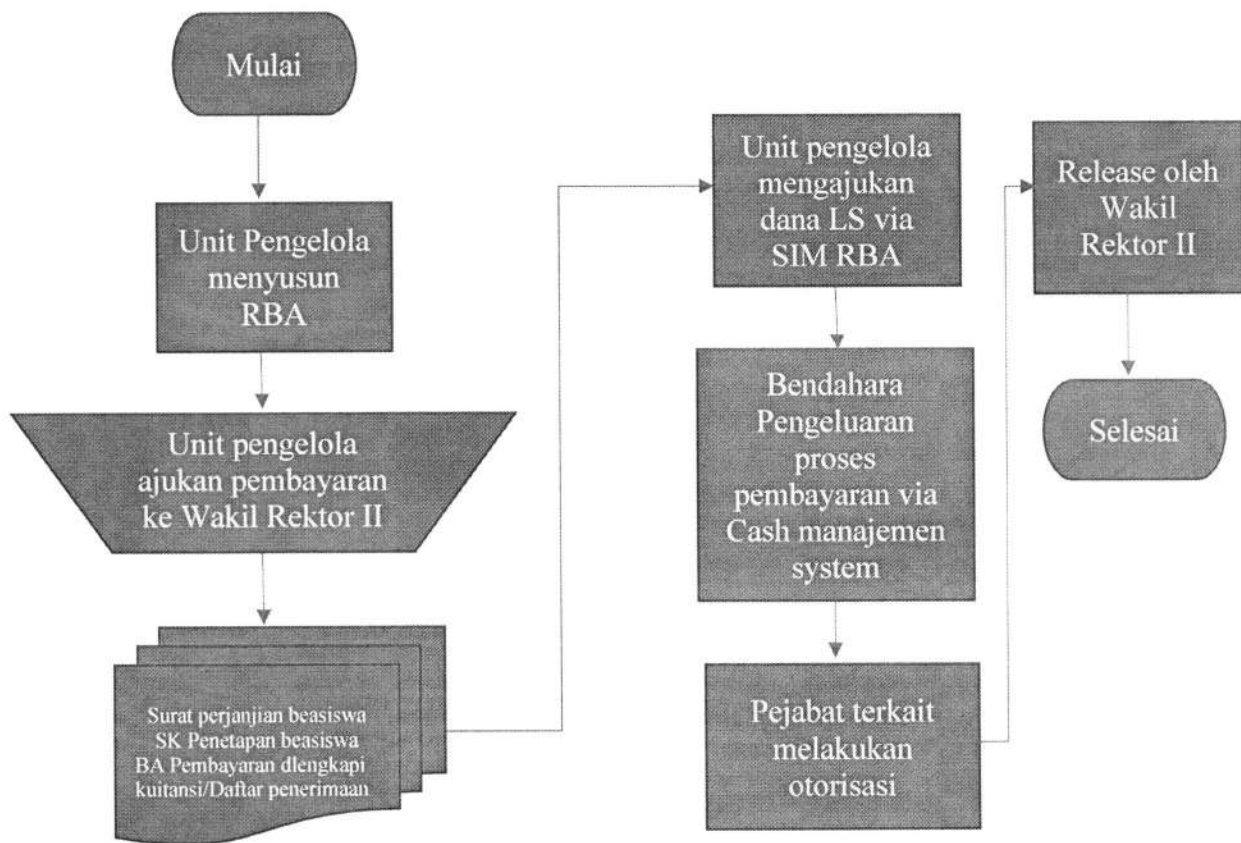 Mulai
Unit Pengelola
menyusun
RBA
Unit pengelola
ajukan pembayaran
ke Wakil Rektor II
Surat perjanjian beasiswa
SK Penetapan beasiswa
BA Pembayaran dlengkapi
kuitansi/Daftar penerimaan
Unit pengelola
mengajukan
dana LS via
SIM RBA
Bendahara
Pengeluaran
proses
pembayaran via
Cash manajemen
system
Pejabat terkait
melakukan
otorisasi
Release oleh
Wakil
Rektor II
Selesai